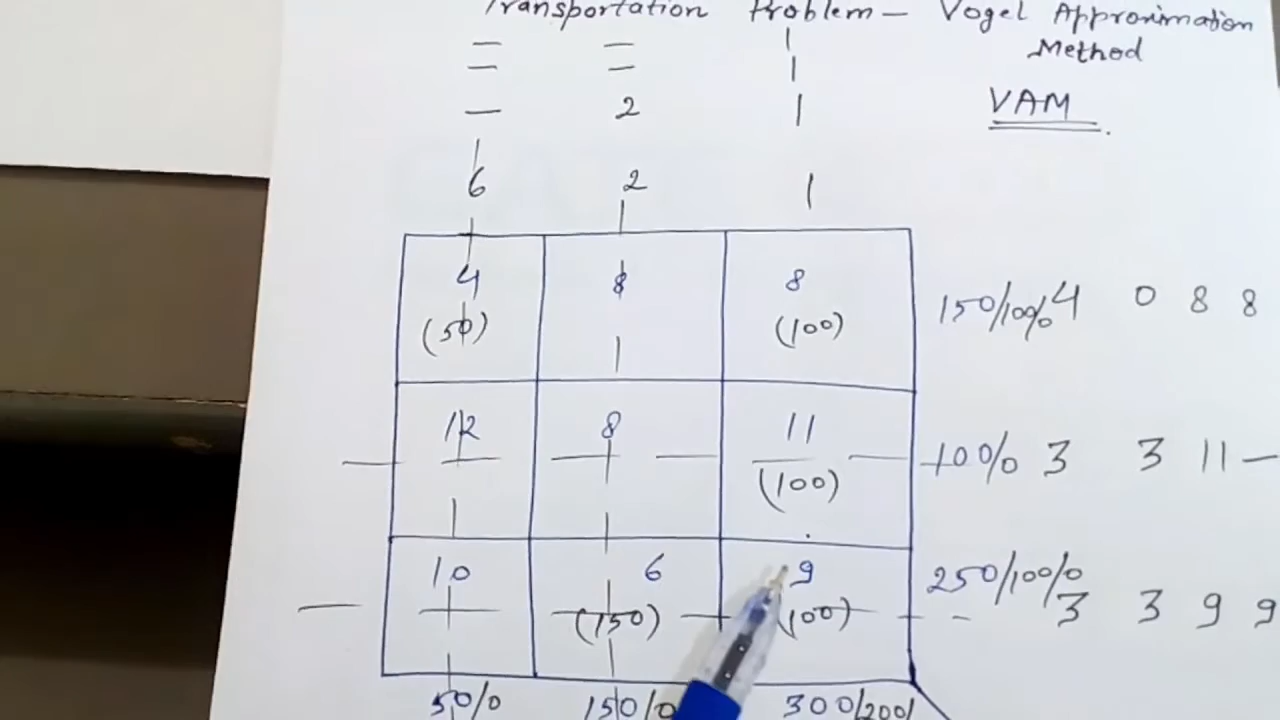 Transportation Problem – Vogel Approximation
Method
VAM
— — 1
— — 1
— 2 1
6 2 1
4 8 8
(50) (100)
150/100/0 4 0 8 8
12 8 11
(100)
100/0 3 3 11 —
10 6 9
(150) (100)
250/100/0 3 3 9 9
50/0 150/0 300/200/